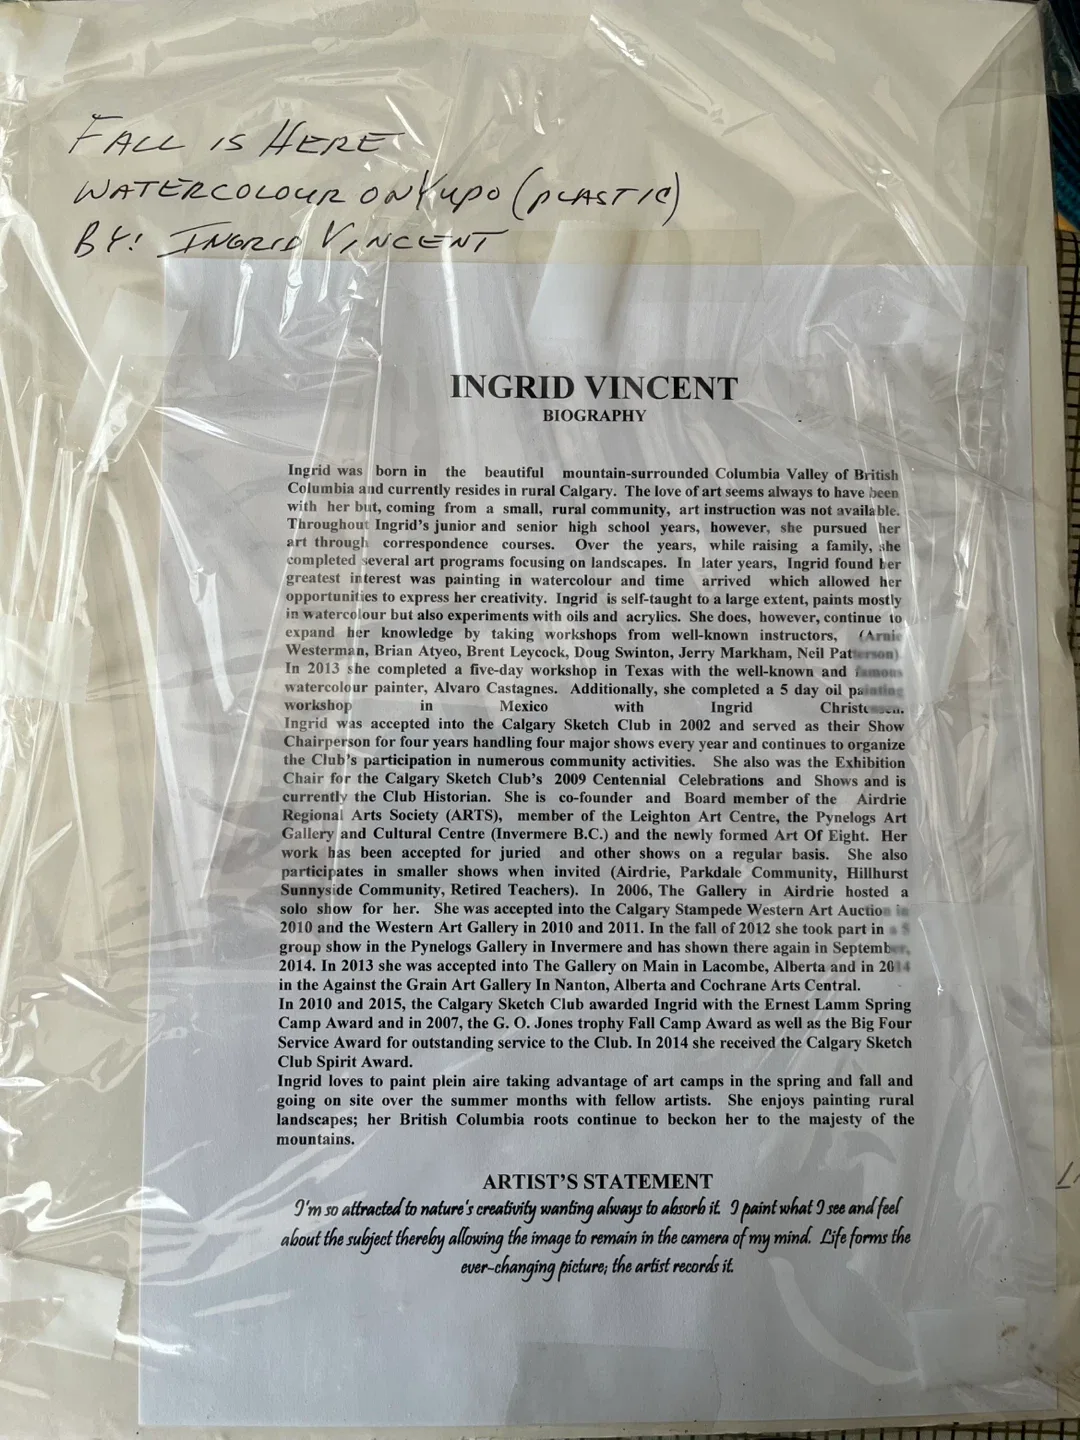 FALL IS HERE
WATERCOLOUR ON YUPO (PLASTIC)
BY: INGRID VINCENT
INGRID VINCENT
BIOGRAPHY
Ingrid was born in the beautiful mountain-surrounded Columbia Valley of British
Columbia and currently resides in rural Calgary. The love of art seems always to have been
with her but, coming from a small, rural community, art instruction was not available.
Throughout Ingrid's junior and senior high school years, however, she pursued her
art through correspondence courses. Over the years, while raising a family, she
completed several art programs focusing on landscapes. In later years, Ingrid found her
greatest interest was painting in watercolour and time arrived which allowed her
opportunities to express her creativity. Ingrid is self-taught to a large extent, paints mostly
in watercolour but also experiments with oils and acrylics. She does, however, continue to
expand her knowledge by taking workshops from well-known instructors, (Arnie
Westerman, Brian Atyeo, Brent Leycock, Doug Swinton, Jerry Markham, Neil Patterson)
In 2013 she completed a five-day workshop in Texas with the well-known and famous
watercolour painter, Alvaro Castagnes. Additionally, she completed a 5 day oil painting
workshop in Mexico with Ingrid
Ingrid was accepted into the Calgary Sketch Club in 2002 and served as their Show
Chairperson for four years handling four major shows every year and continues to organize
the Club's participation in numerous community activities. She also was the Exhibition
Chair for the Calgary Sketch Club's 2009 Centennial Celebrations and Shows and is
currently the Club Historian. She is co-founder and Board member of the Airdrie
Regional Arts Society (ARTS), member of the Leighton Art Centre, the Pynelogs Art
Gallery and Cultural Centre (Invermere B.C.) and the newly formed Art Of Eight. Her
work has been accepted for juried and other shows on a regular basis. She also
participates in smaller shows when invited (Airdrie, Parkdale Community, Hillhurst
Sunnyside Community, Retired Teachers). In 2006, The Gallery in Airdrie hosted a
solo show for her. She was accepted into the Calgary Stampede Western Art Auction in
2010 and the Western Art Gallery in 2010 and 2011. In the fall of 2012 she took part in a 5
group show in the Pynelogs Gallery in Invermere and has shown there again in September,
2014. In 2013 she was accepted into The Gallery on Main in Lacombe, Alberta and in 2014
in the Against the Grain Art Gallery In Nanton, Alberta and Cochrane Arts Central.
In 2010 and 2015, the Calgary Sketch Club awarded Ingrid with the Ernest Lamm Spring
Camp Award and in 2007, the G. O. Jones trophy Fall Camp Award as well as the Big Four
Service Award for outstanding service to the Club. In 2014 she received the Calgary Sketch
Club Spirit Award.
Ingrid loves to paint plein aire taking advantage of art camps in the spring and fall and
going on site over the summer months with fellow artists. She enjoys painting rural
landscapes; her British Columbia roots continue to beckon her to the majesty of the
mountains.
ARTIST'S STATEMENT
I'm so attracted to nature's creativity wanting always to absorb it. I paint what I see and feel
about the subject thereby allowing the image to remain in the camera of my mind. Life forms the
ever-changing picture; the artist records it.